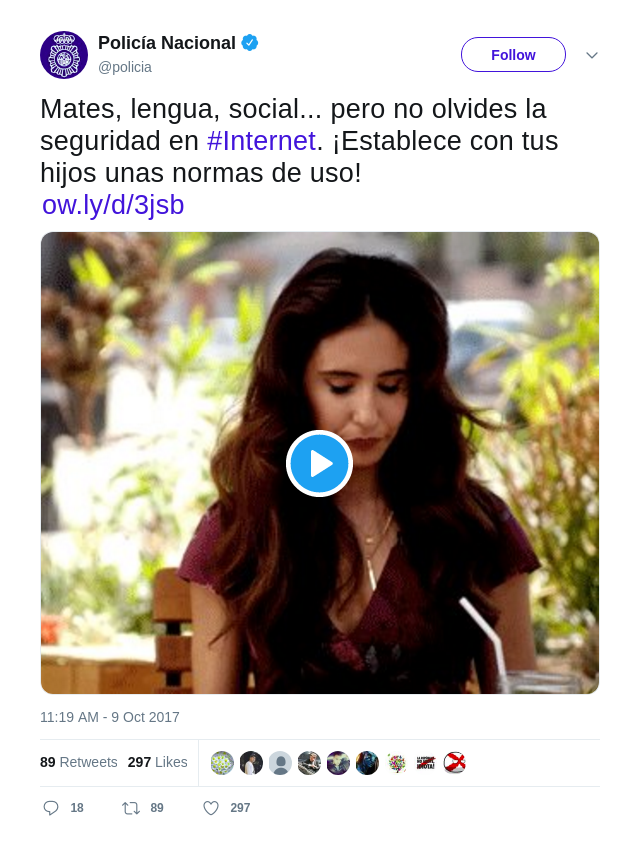 Policía Nacional
@policia
Follow
Mates, lengua, social... pero no olvides la
seguridad en #Internet. ¡Establece con tus
hijos unas normas de uso!
ow.ly/d/3jsb
11:19 AM - 9 Oct 2017
89 Retweets 297 Likes
18 89 297